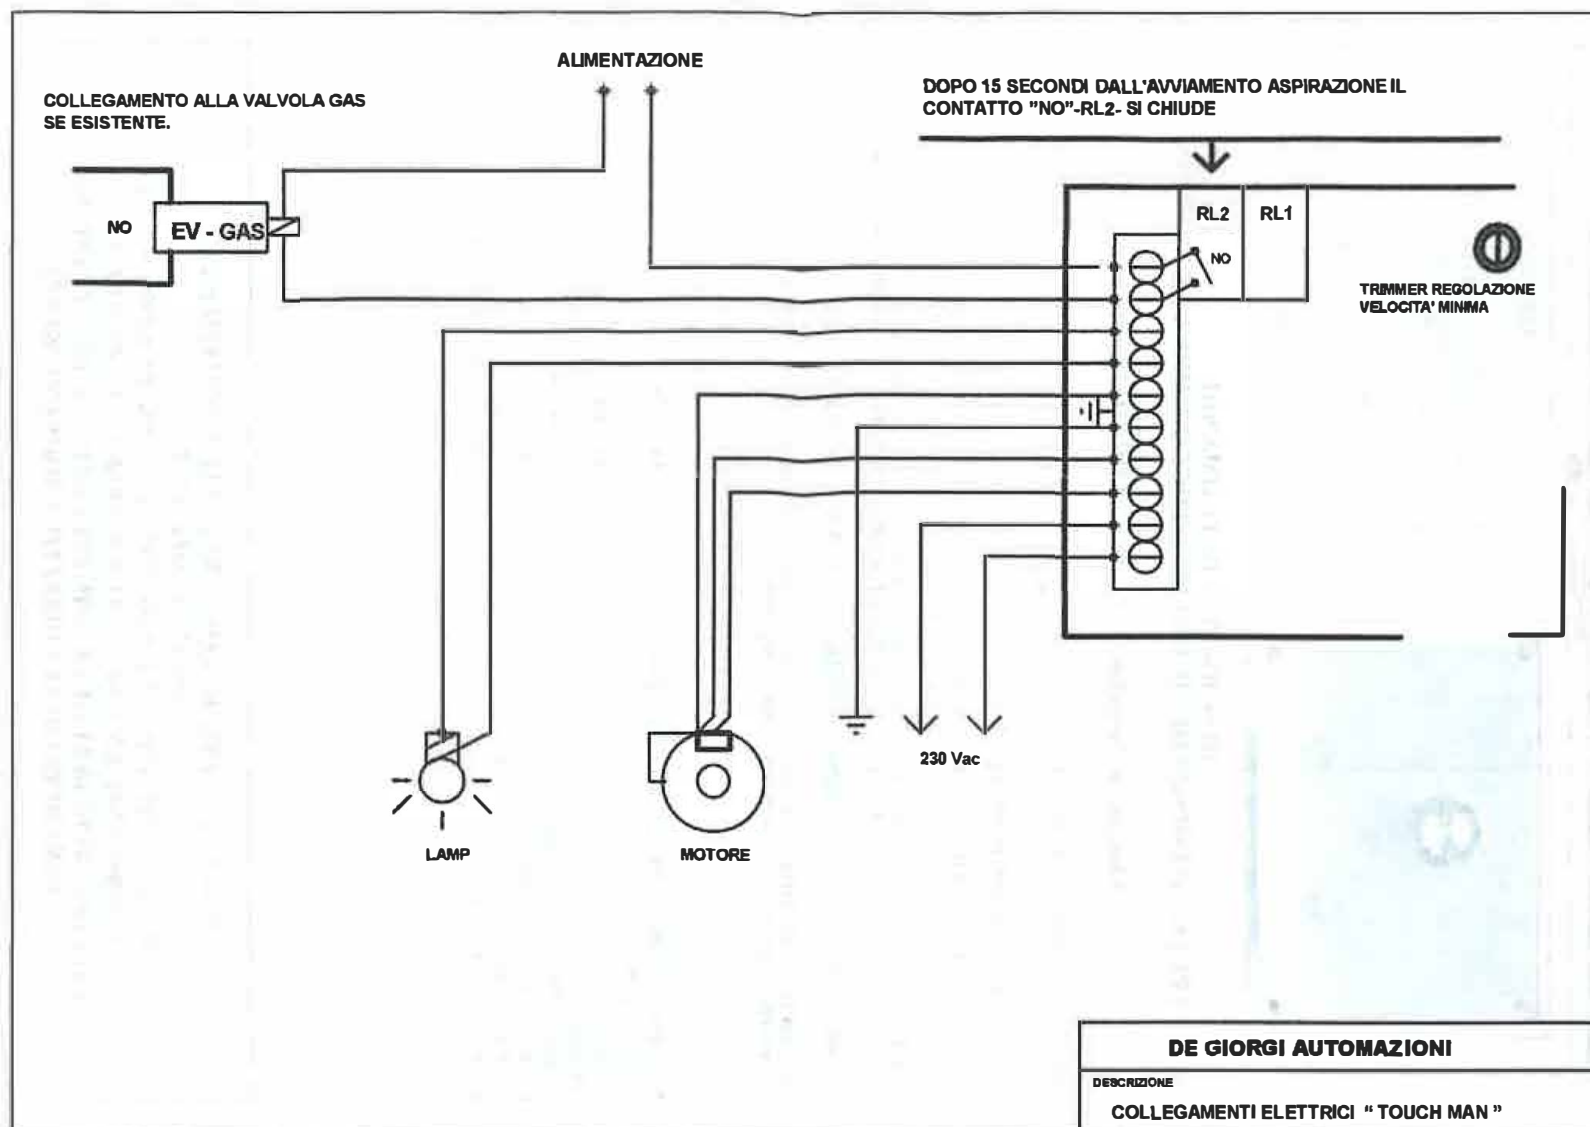 ALIMENTAZIONE
COLLEGAMENTO ALLA VALVOLA GAS
SE ESISTENTE.
DOPO 15 SECONDI DALL'AVVIAMENTO ASPIRAZIONE IL
CONTATTO "NO"-RL2- SI CHIUDE
NO
EV - GAS
RL2
RL1
NO
TRIMMER REGOLAZIONE
VELOCITA' MINIMA
230 Vac
LAMP
MOTORE
DE GIORGI AUTOMAZIONI
DESCRIZIONE
COLLEGAMENTI ELETTRICI “ TOUCH MAN ”